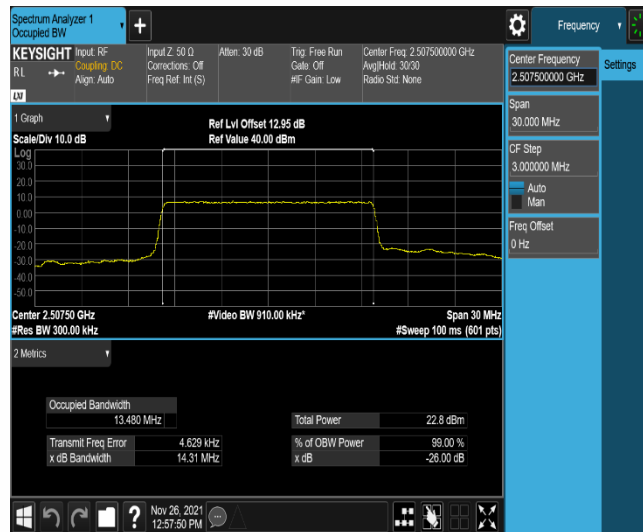 Spectrum Analyzer 1
Occupied BW
Frequency
KEYSIGHT
R L
LXI
Input: RF
Coupling: DC
Align: Auto
Input Z: 50 Ω
Corrections: Off
Freq Ref: Int (S)
Atten: 30 dB
Trig: Free Run
Gate: Off
#IF Gain: Low
Center Freq: 2.507500000 GHz
Avg|Hold: 30/30
Radio Std: None
Center Frequency
2.507500000 GHz
Settings
Span
30.000 MHz
CF Step
3.000000 MHz
Auto
Man
Freq Offset
0 Hz
1 Graph
Scale/Div 10.0 dB
Ref Lvl Offset 12.95 dB
Ref Value 40.00 dBm
Log
30.0
20.0
10.0
0.00
-10.0
-20.0
-30.0
-40.0
-50.0
Center 2.50750 GHz
#Video BW 910.00 kHz*
Span 30 MHz
#Res BW 300.00 kHz
#Sweep 100 ms (601 pts)
2 Metrics
Occupied Bandwidth
13.480 MHz
Total Power 22.8 dBm
Transmit Freq Error 4.629 kHz
% of OBW Power 99.00 %
x dB Bandwidth 14.31 MHz
x dB -26.00 dB
?
Nov 26, 2021
12:57:50 PM